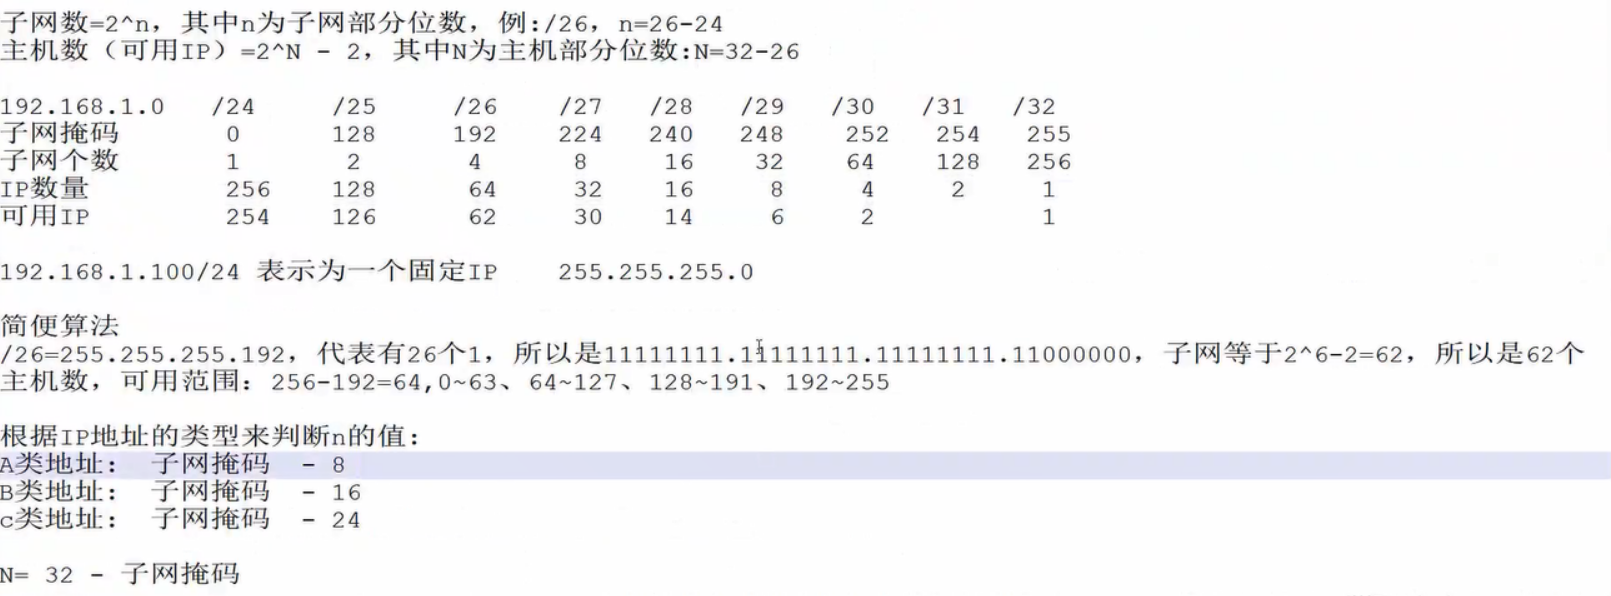 子网数=2^n，其中n为子网部分位数，例:/26，n=26-24
主机数（可用IP）=2^N - 2，其中N为主机部分位数:N=32-26
192.168.1.0 /24 /25 /26 /27 /28 /29 /30 /31 /32
子网掩码 0 128 192 224 240 248 252 254 255
子网个数 1 2 4 8 16 32 64 128 256
IP数量 256 128 64 32 16 8 4 2 1
可用IP 254 126 62 30 14 6 2 1
192.168.1.100/24 表示为一个固定IP 255.255.255.0
简便算法
/26=255.255.255.192，代表有26个1，所以是11111111.11111111.11111111.11000000，子网等于2^6-2=62，所以是62个
主机数，可用范围：256-192=64,0~63、64~127、128~191、192~255
根据IP地址的类型来判断n的值：
A类地址： 子网掩码 - 8
B类地址： 子网掩码 - 16
c类地址： 子网掩码 - 24
N= 32 - 子网掩码